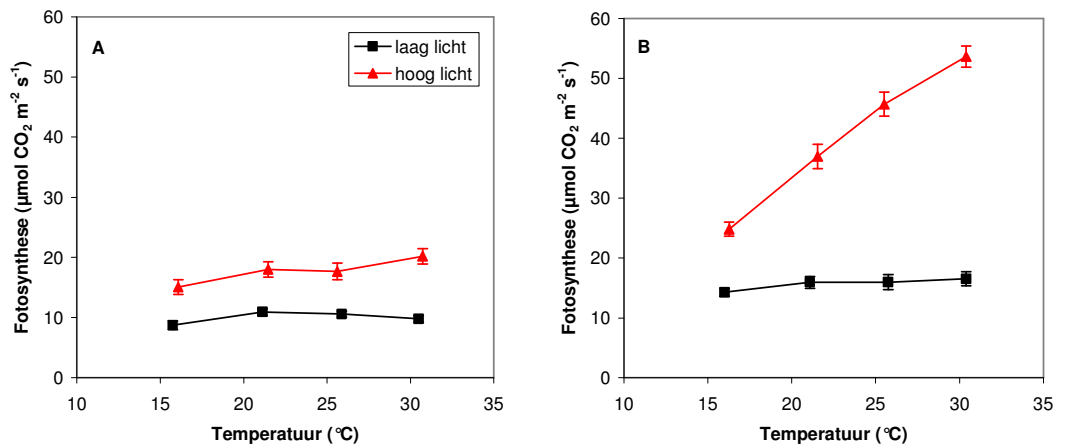 A
laag licht
hoog licht
60
50
40
30
20
10
0
10 15 20 25 30 35
Temperatuur (°C)
Fotosynthese (µmol CO₂ m⁻² s⁻¹)
B
60
50
40
30
20
10
0
10 15 20 25 30 35
Temperatuur (°C)
Fotosynthese (µmol CO₂ m⁻² s⁻¹)